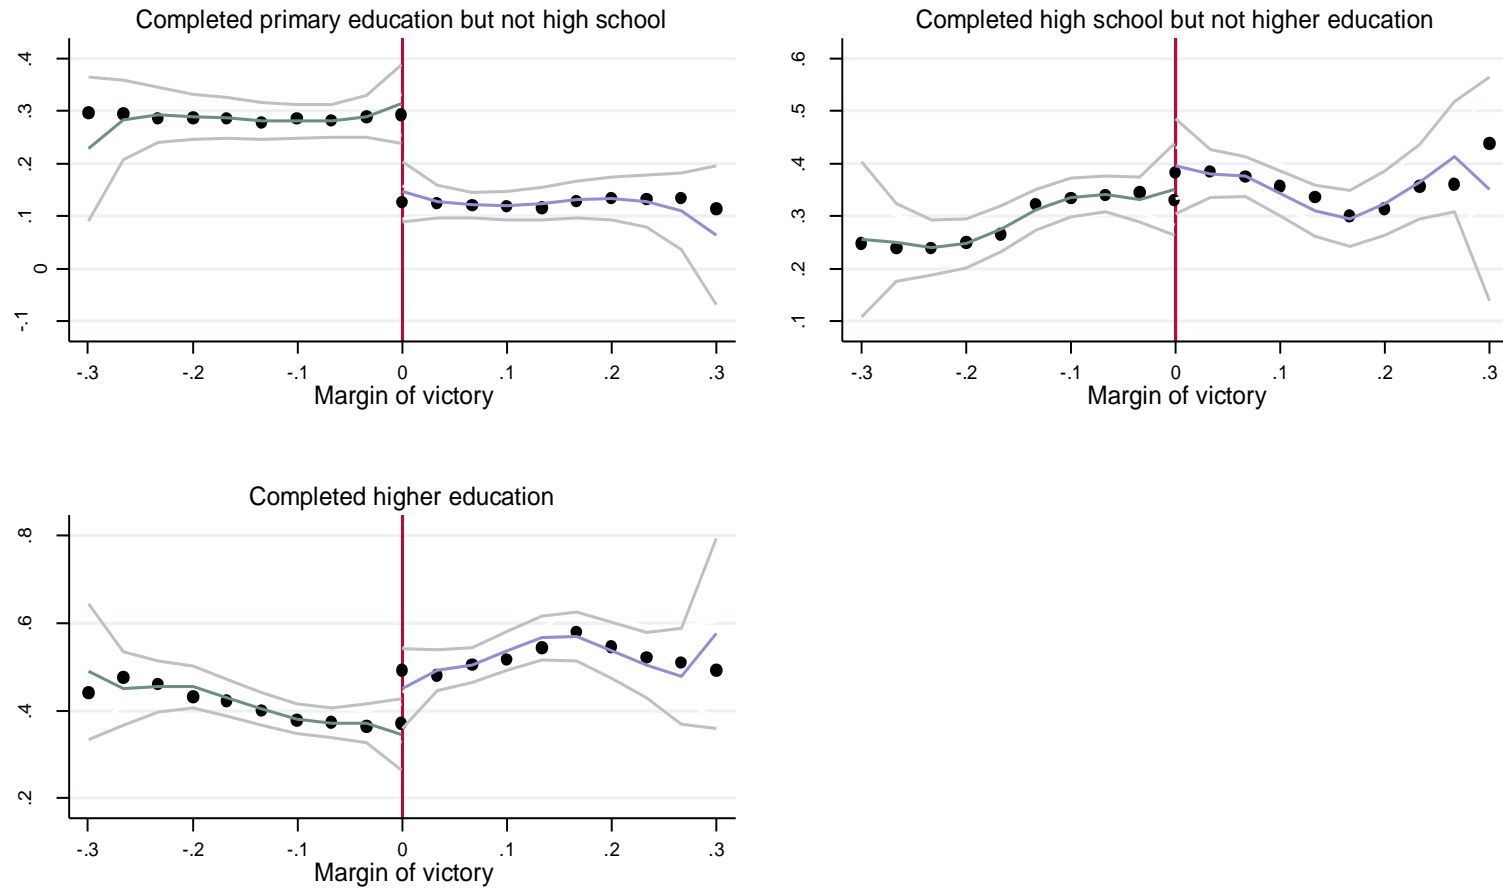 Completed primary education but not high school
.4
.3
.2
.1
0
-.1
-.3 -.2 -.1 0 .1 .2 .3
Margin of victory
Completed high school but not higher education
.6
.5
.4
.3
.2
.1
-.3 -.2 -.1 0 .1 .2 .3
Margin of victory
Completed higher education
.8
.6
.4
.2
-.3 -.2 -.1 0 .1 .2 .3
Margin of victory